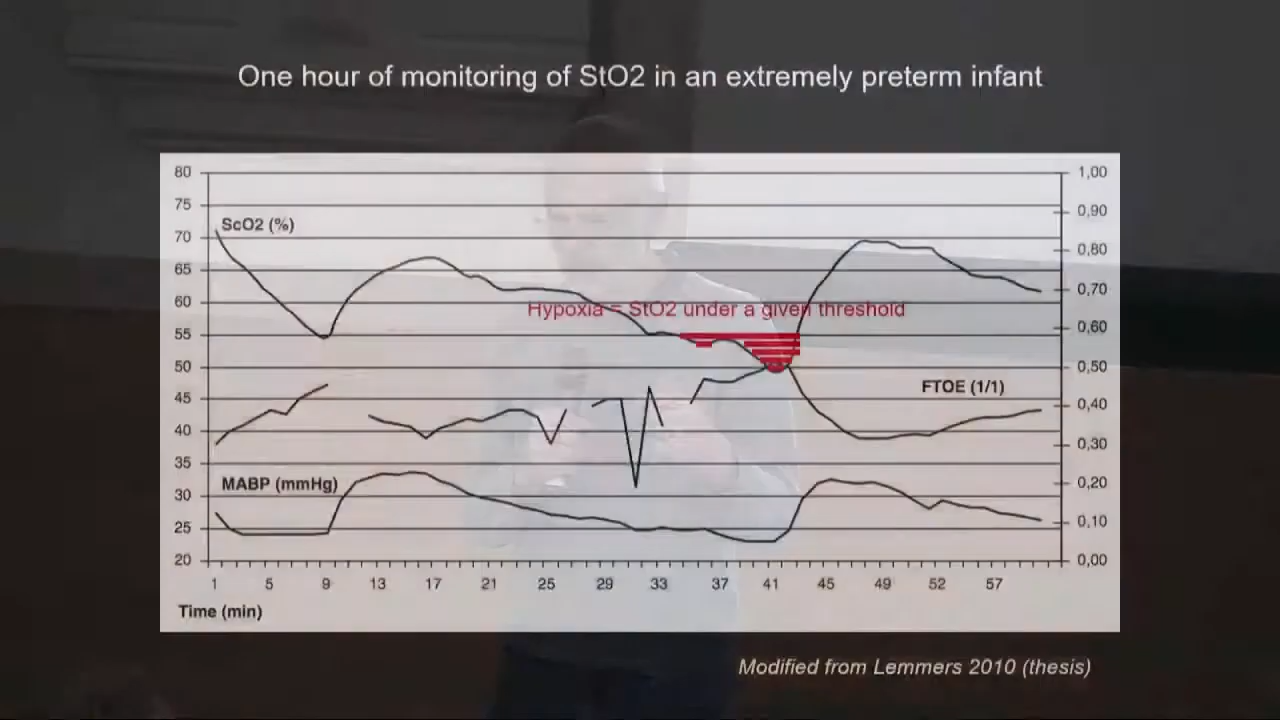 One hour of monitoring of StO2 in an extremely preterm infant
80 1,00
75 0,90
ScO2 (%)
70 0,80
65 0,70
60
Hypoxia = StO2 under a given threshold
55 0,60
50 0,50
FTOE (1/1)
45 0,40
40 0,30
35
MABP (mmHg) 0,20
30
25 0,10
20 0,00
1 5 9 13 17 21 25 29 33 37 41 45 49 52 57
Time (min)
Modified from Lemmers 2010 (thesis)